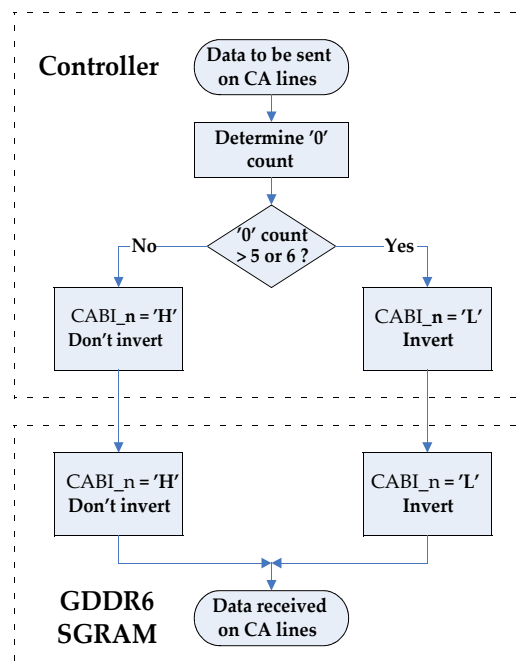 Controller
Data to be sent
on CA lines
Determine '0'
count
'0' count
> 5 or 6 ?
No
Yes
CABI_n = 'H'
Don't invert
CABI_n = 'L'
Invert
CABI_n = 'H'
Don't invert
CABI_n = 'L'
Invert
GDDR6
SGRAM
Data received
on CA lines